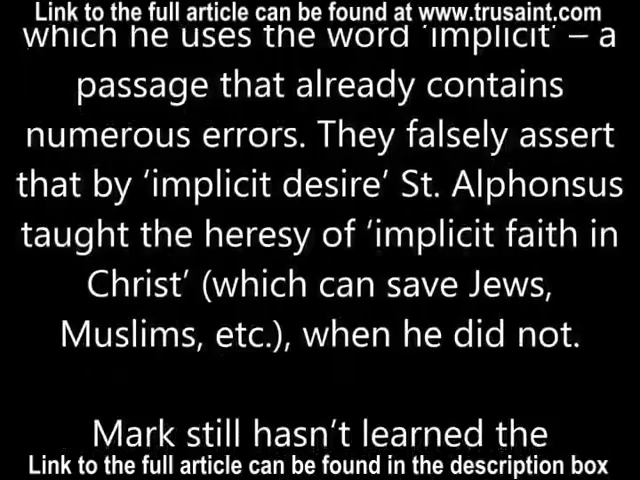 Link to the full article can be found at www.trusaint.com
which he uses the word ‘implicit’ – a
passage that already contains
numerous errors. They falsely assert
that by ‘implicit desire’ St. Alphonsus
taught the heresy of ‘implicit faith in
Christ’ (which can save Jews,
Muslims, etc.), when he did not.
Mark still hasn’t learned the
Link to the full article can be found in the description box